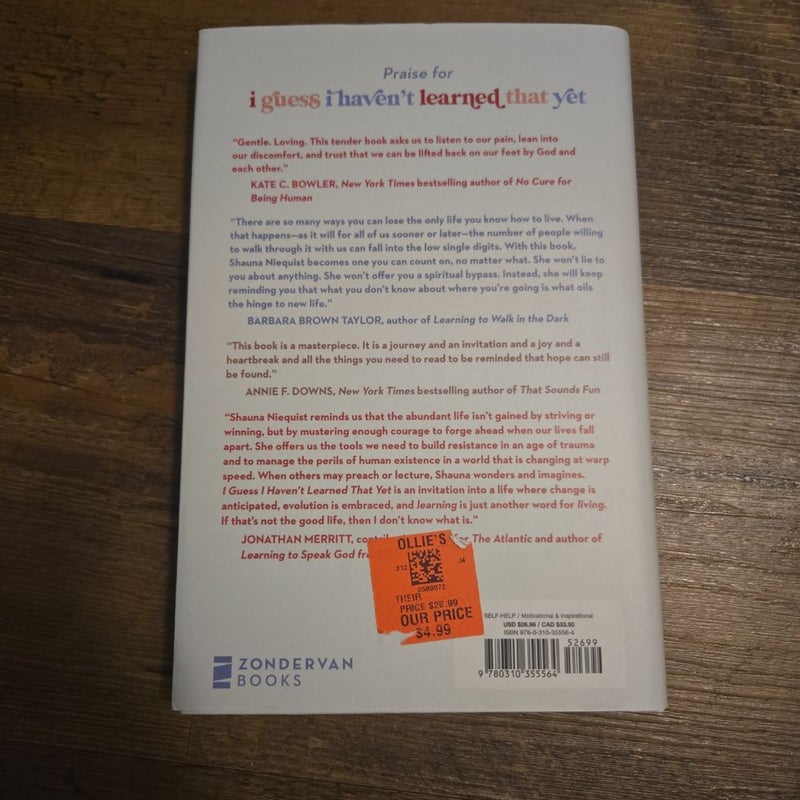 Praise for
i guess i haven't learned that yet
"Gentle. Loving. This tender book asks us to listen to our pain, lean into
our discomfort, and trust that we can be lifted back on our feet by God and
each other."
KATE C. BOWLER, New York Times bestselling author of No Cure for
Being Human
"There are so many ways you can lose the only life you know how to live. When
that happens—as it will for all of us sooner or later—the number of people willing
to walk through it with us can fall into the low single digits. With this book,
Shauna Niequist becomes one you can count on, no matter what. She won't lie to
you about anything. She won't offer you a spiritual bypass. Instead, she will keep
reminding you that what you don't know about where you're going is what oils
the hinge to new life."
BARBARA BROWN TAYLOR, author of Learning to Walk in the Dark
"This book is a masterpiece. It is a journey and an invitation and a joy and a
heartbreak and all the things you need to read to be reminded that hope can still
be found."
ANNIE F. DOWNS, New York Times bestselling author of That Sounds Fun
"Shauna Niequist reminds us that the abundant life isn't gained by striving or
winning, but by mustering enough courage to forge ahead when our lives fall
apart. She offers us the tools we need to build resistance in an age of trauma
and to manage the perils of human existence in a world that is changing at warp
speed. When others may preach or lecture, Shauna wonders and imagines.
I Guess I Haven't Learned That Yet is an invitation into a life where change is
anticipated, evolution is embraced, and learning is just another word for living.
If that's not the good life, then I don't know what is."
JONATHAN MERRITT, The Atlantic and author of
Learning to Speak God
OLLIE'S
312 J4
THEIR
PRICE $26.99
OUR PRICE
$4.99
SELF-HELP / Motivational & Inspirational
USD $26.99 / CAD $33.50
ISBN 978-0-310-35556-4
52699
9 780310 355564
ZONDERVAN
BOOKS